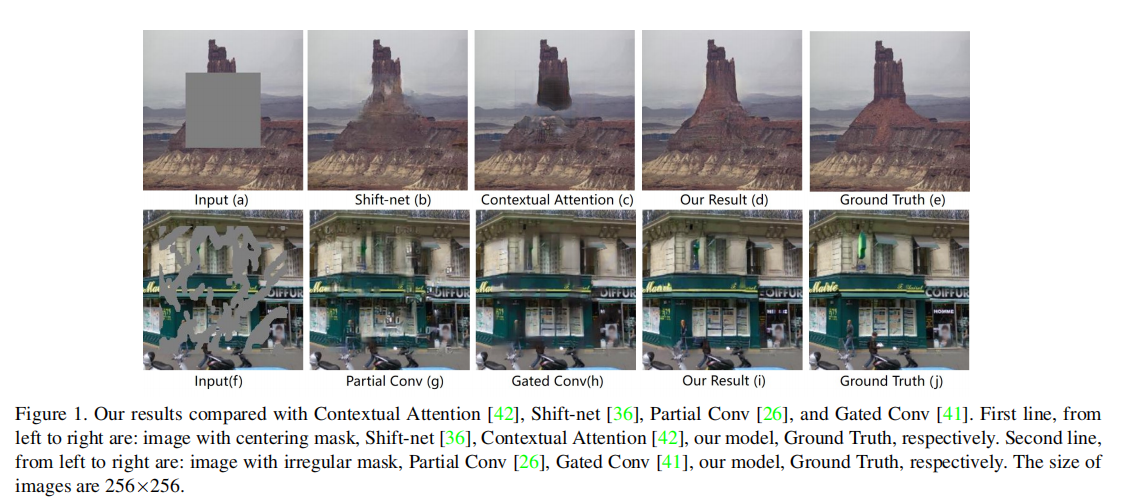 Input (a) Shift-net (b) Contextual Attention (c) Our Result (d) Ground Truth (e)
COIFFUR
HOMME
Input(f) Partial Conv (g) Gated Conv(h) Our Result (i) Ground Truth (j)
Figure 1. Our results compared with Contextual Attention [42], Shift-net [36], Partial Conv [26], and Gated Conv [41]. First line, from
left to right are: image with centering mask, Shift-net [36], Contextual Attention [42], our model, Ground Truth, respectively. Second line,
from left to right are: image with irregular mask, Partial Conv [26], Gated Conv [41], our model, Ground Truth, respectively. The size of
images are 256×256.